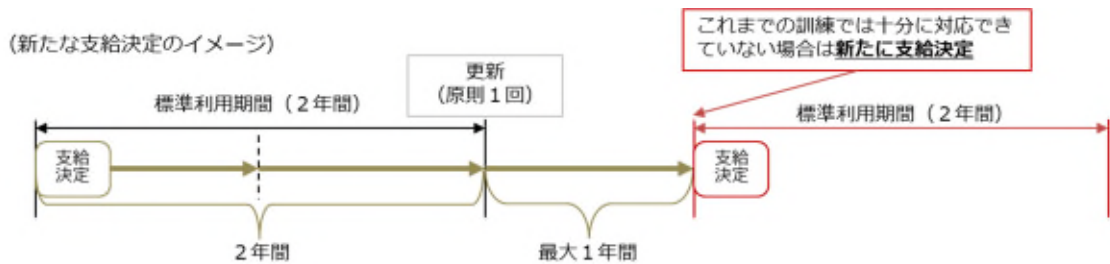 (新たな支給決定のイメージ)
これまでの訓練では十分に対応でき
ていない場合は新たに支給決定
更新
(原則1回)
標準利用期間(2年間)
標準利用期間(2年間)
支給
決定
支給
決定
2年間
最大1年間